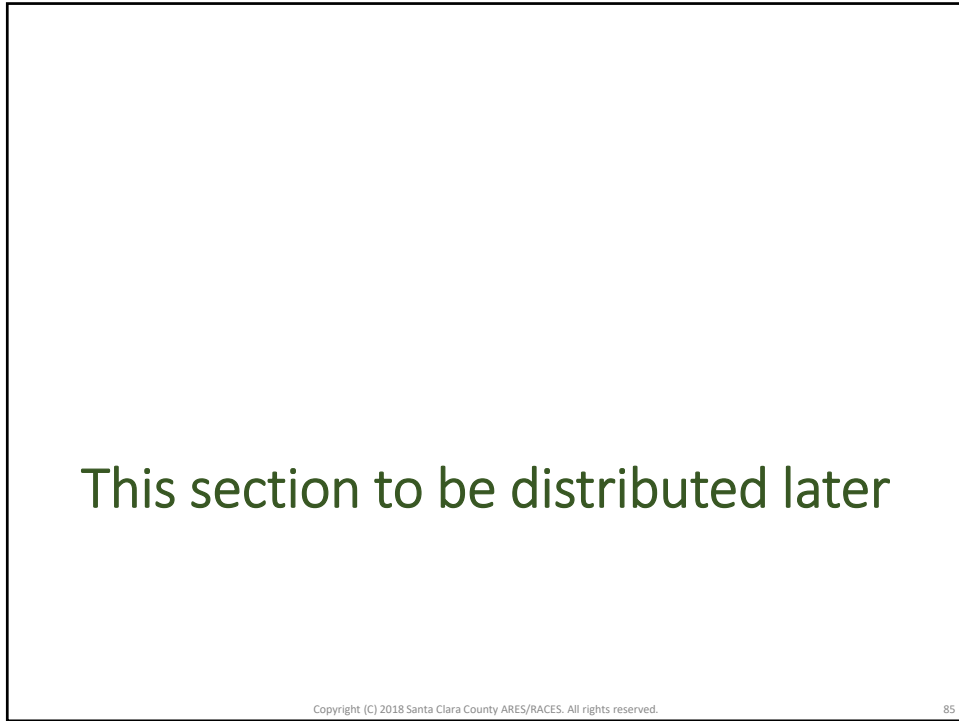 This section to be distributed later
Copyright (C) 2018 Santa Clara County ARES/RACES. All rights reserved.
85